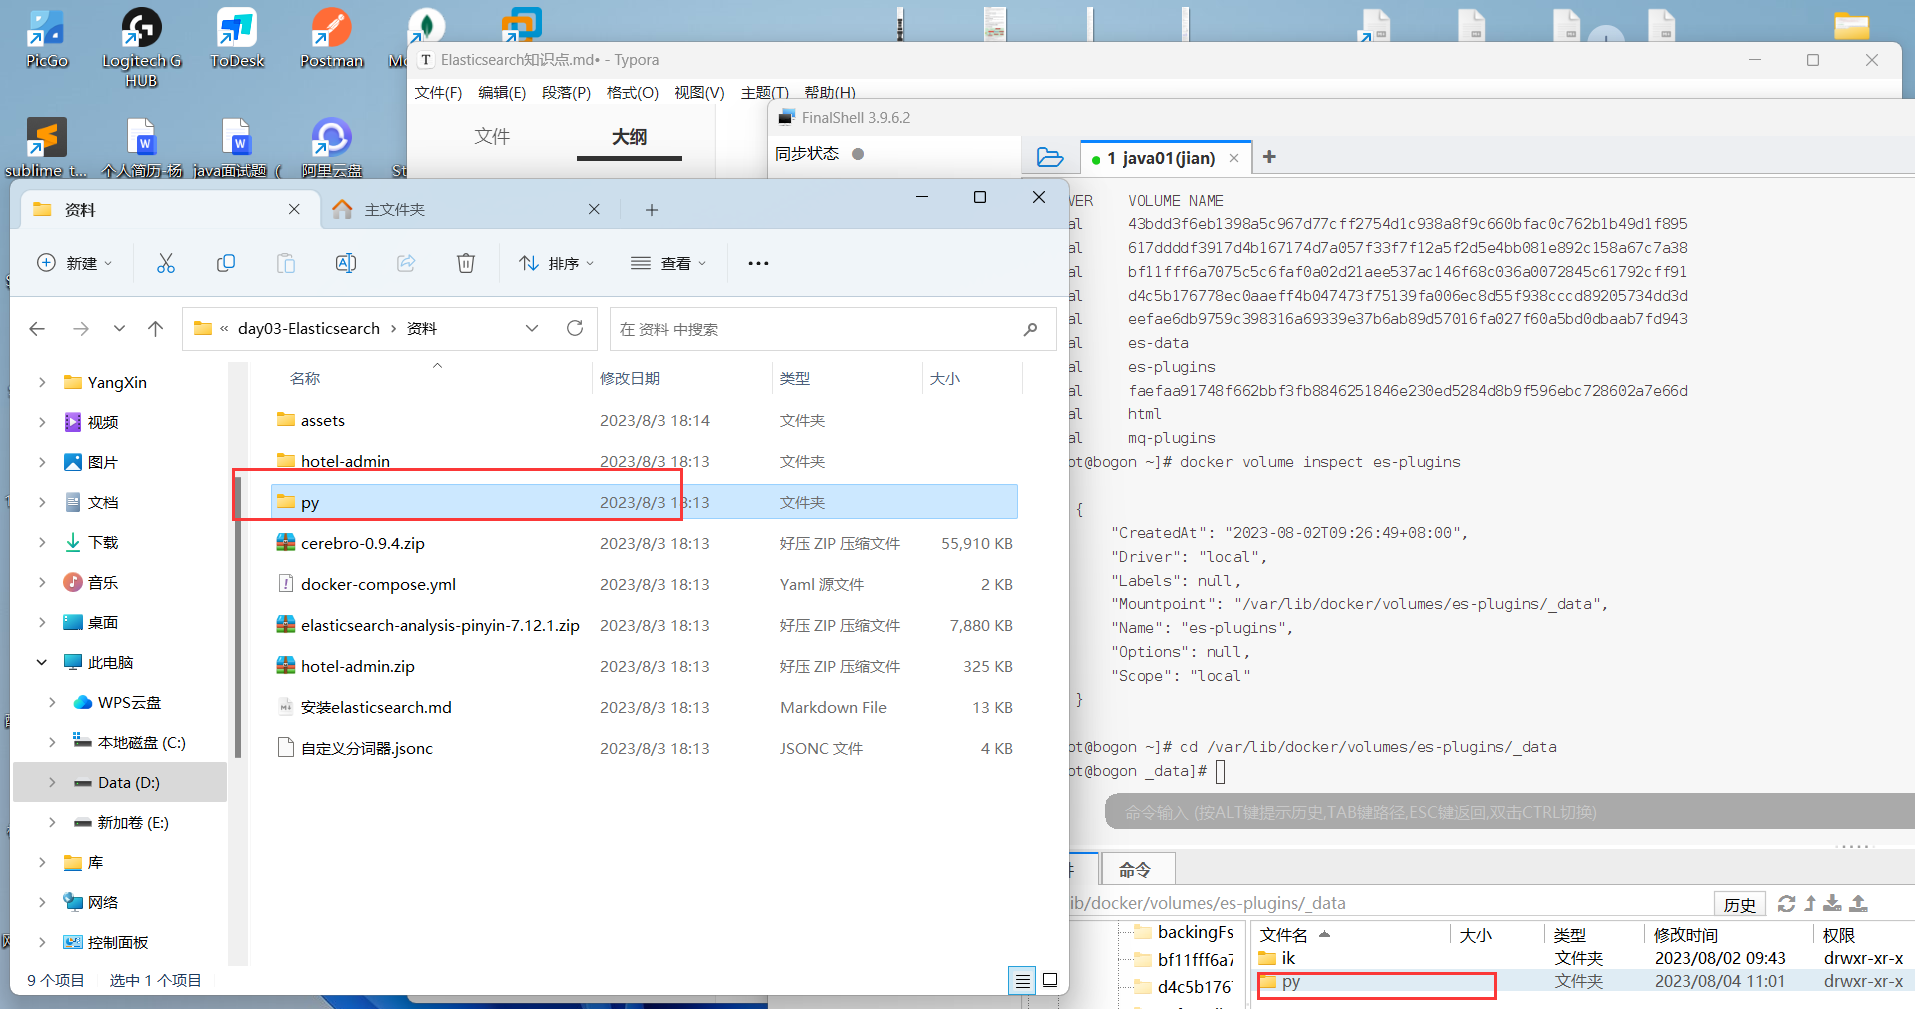 PicGo
Logitech G HUB
ToDesk
Postman
sublime_t...
个人简历-杨
java面试题（
阿里云盘
Elasticsearch知识点.md• - Typora
文件(F) 编辑(E) 段落(P) 格式(O) 视图(V) 主题(T) 帮助(H)
文件 大纲
FinalShell 3.9.6.2
同步状态
1 java01(jian)
资料
主文件夹
新建
排序
查看
« day03-Elasticsearch › 资料
在 资料 中搜索
YangXin
视频
图片
文档
下载
音乐
桌面
此电脑
WPS云盘
本地磁盘 (C:)
Data (D:)
新加卷 (E:)
库
网络
控制面板
名称 修改日期 类型 大小
assets 2023/8/3 18:14 文件夹
hotel-admin 2023/8/3 18:13 文件夹
py 2023/8/3 18:13 文件夹
cerebro-0.9.4.zip 2023/8/3 18:13 好压 ZIP 压缩文件 55,910 KB
docker-compose.yml 2023/8/3 18:13 Yaml 源文件 2 KB
elasticsearch-analysis-pinyin-7.12.1.zip 2023/8/3 18:13 好压 ZIP 压缩文件 7,880 KB
hotel-admin.zip 2023/8/3 18:13 好压 ZIP 压缩文件 325 KB
安装elasticsearch.md 2023/8/3 18:13 Markdown File 13 KB
自定义分词器.jsonc 2023/8/3 18:13 JSONC 文件 4 KB
9 个项目 选中 1 个项目
VER VOLUME NAME
al 43bdd3f6eb1398a5c967d77cff2754d1c938a8f9c660bfac0c762b1b49d1f895
al 617ddddf3917d4b167174d7a057f33f7f12a5f2d5e4bb081e892c158a67c7a38
al bf11fff6a7075c5c6faf0a02d21aee537ac146f68c036a0072845c61792cff91
al d4c5b176778ec0aaeff4b047473f75139fa006ec8d55f938cccd89205734dd3d
al eefae6db9759c398316a69339e37b6ab89d57016fa027f60a5bd0dbaab7fd943
al es-data
al es-plugins
al faefaa91748f662bbf3fb8846251846e230ed5284d8b9f596ebc728602a7e66d
al html
al mq-plugins
ot@bogon ~]# docker volume inspect es-plugins
{
"CreatedAt": "2023-08-02T09:26:49+08:00",
"Driver": "local",
"Labels": null,
"Mountpoint": "/var/lib/docker/volumes/es-plugins/_data",
"Name": "es-plugins",
"Options": null,
"Scope": "local"
}
ot@bogon ~]# cd /var/lib/docker/volumes/es-plugins/_data
ot@bogon _data]#
命令输入 (按ALT键提示历史,TAB键路径,ESC键返回,双击CTRL切换)
命令
ib/docker/volumes/es-plugins/_data
历史
backingFs
bf11fff6a7
d4c5b176
文件名 大小 类型 修改时间 权限
ik 文件夹 2023/08/02 09:43 drwxr-xr-x
py 文件夹 2023/08/04 11:01 drwxr-xr-x